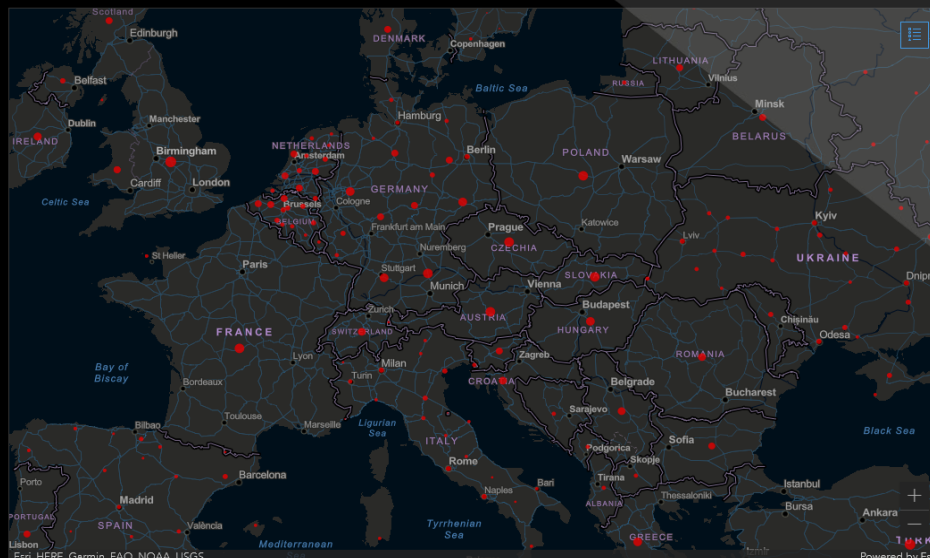 Scotland
Edinburgh
DENMARK
Copenhagen
LITHUANIA
Vilnius
RUSSIA
Belfast
Baltic Sea
Minsk
Dublin
Manchester
Hamburg
BELARUS
IRELAND
NETHERLANDS
Amsterdam
Birmingham
Berlin
POLAND
Warsaw
Cardiff
London
GERMANY
Celtic Sea
Brussels
Cologne
BELGIUM
Frankfurt am Main
Prague
Katowice
Kyiv
Lviv
CZECHIA
Nuremberg
St Helier
Paris
UKRAINE
Stuttgart
SLOVAKIA
Dnipr
Munich
Vienna
Zurich
Budapest
AUSTRIA
Chișinău
FRANCE
SWITZERLAND
HUNGARY
Odesa
Lyon
Zagreb
ROMANIA
Milan
Bay of
Biscay
Turin
CROATIA
Belgrade
Bordeaux
Bucharest
Sarajevo
Toulouse
Marseille
Ligurian
Sea
Bilbao
ITALY
Sofia
Black Sea
Podgorica
Rome
Skopje
Barcelona
Tirana
Porto
Naples
Bari
Istanbul
Thessaloniki
Madrid
ALBANIA
Bursa
Ankara
PORTUGAL
SPAIN
València
Tyrrhenian
Sea
GREECE
Lisbon
Mediterranean
TURK
Esri, HERE, Garmin, FAO, NOAA, USGS
Powered by Es